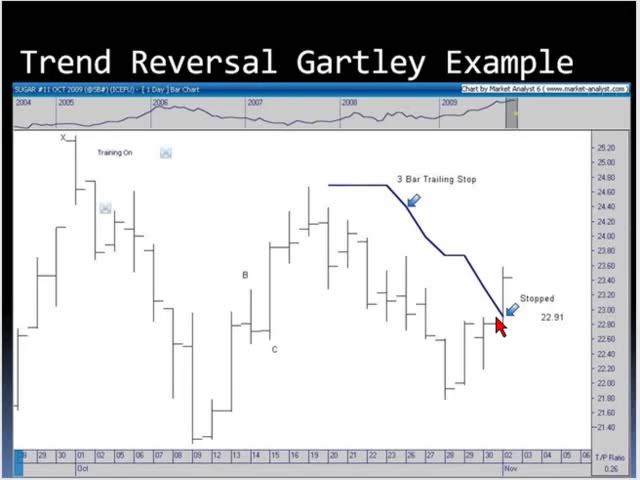 Trend Reversal Gartley Example
SUGAR #11 OCT 2009 (@SB#) (ICEFU) - [ 1 Day ] Bar Chart
Chart by Market Analyst 6 ( www.market-analyst.com )
2004 2005 2006 2007 2008 2009
X
Training On
3 Bar Trailing Stop
B
C
Stopped
22.91
25.20
24.80
24.60
24.40
24.20
24.00
23.80
23.60
23.40
23.20
23.00
22.80
22.60
22.40
22.20
22.00
21.80
21.60
21.40
29 30 01 02 05 06 07 08 09 12 13 14 15 16 19 20 21 22 23 26 27 28 29 30 02 03 04 05 06
Oct Nov
T/P Ratio
0.26